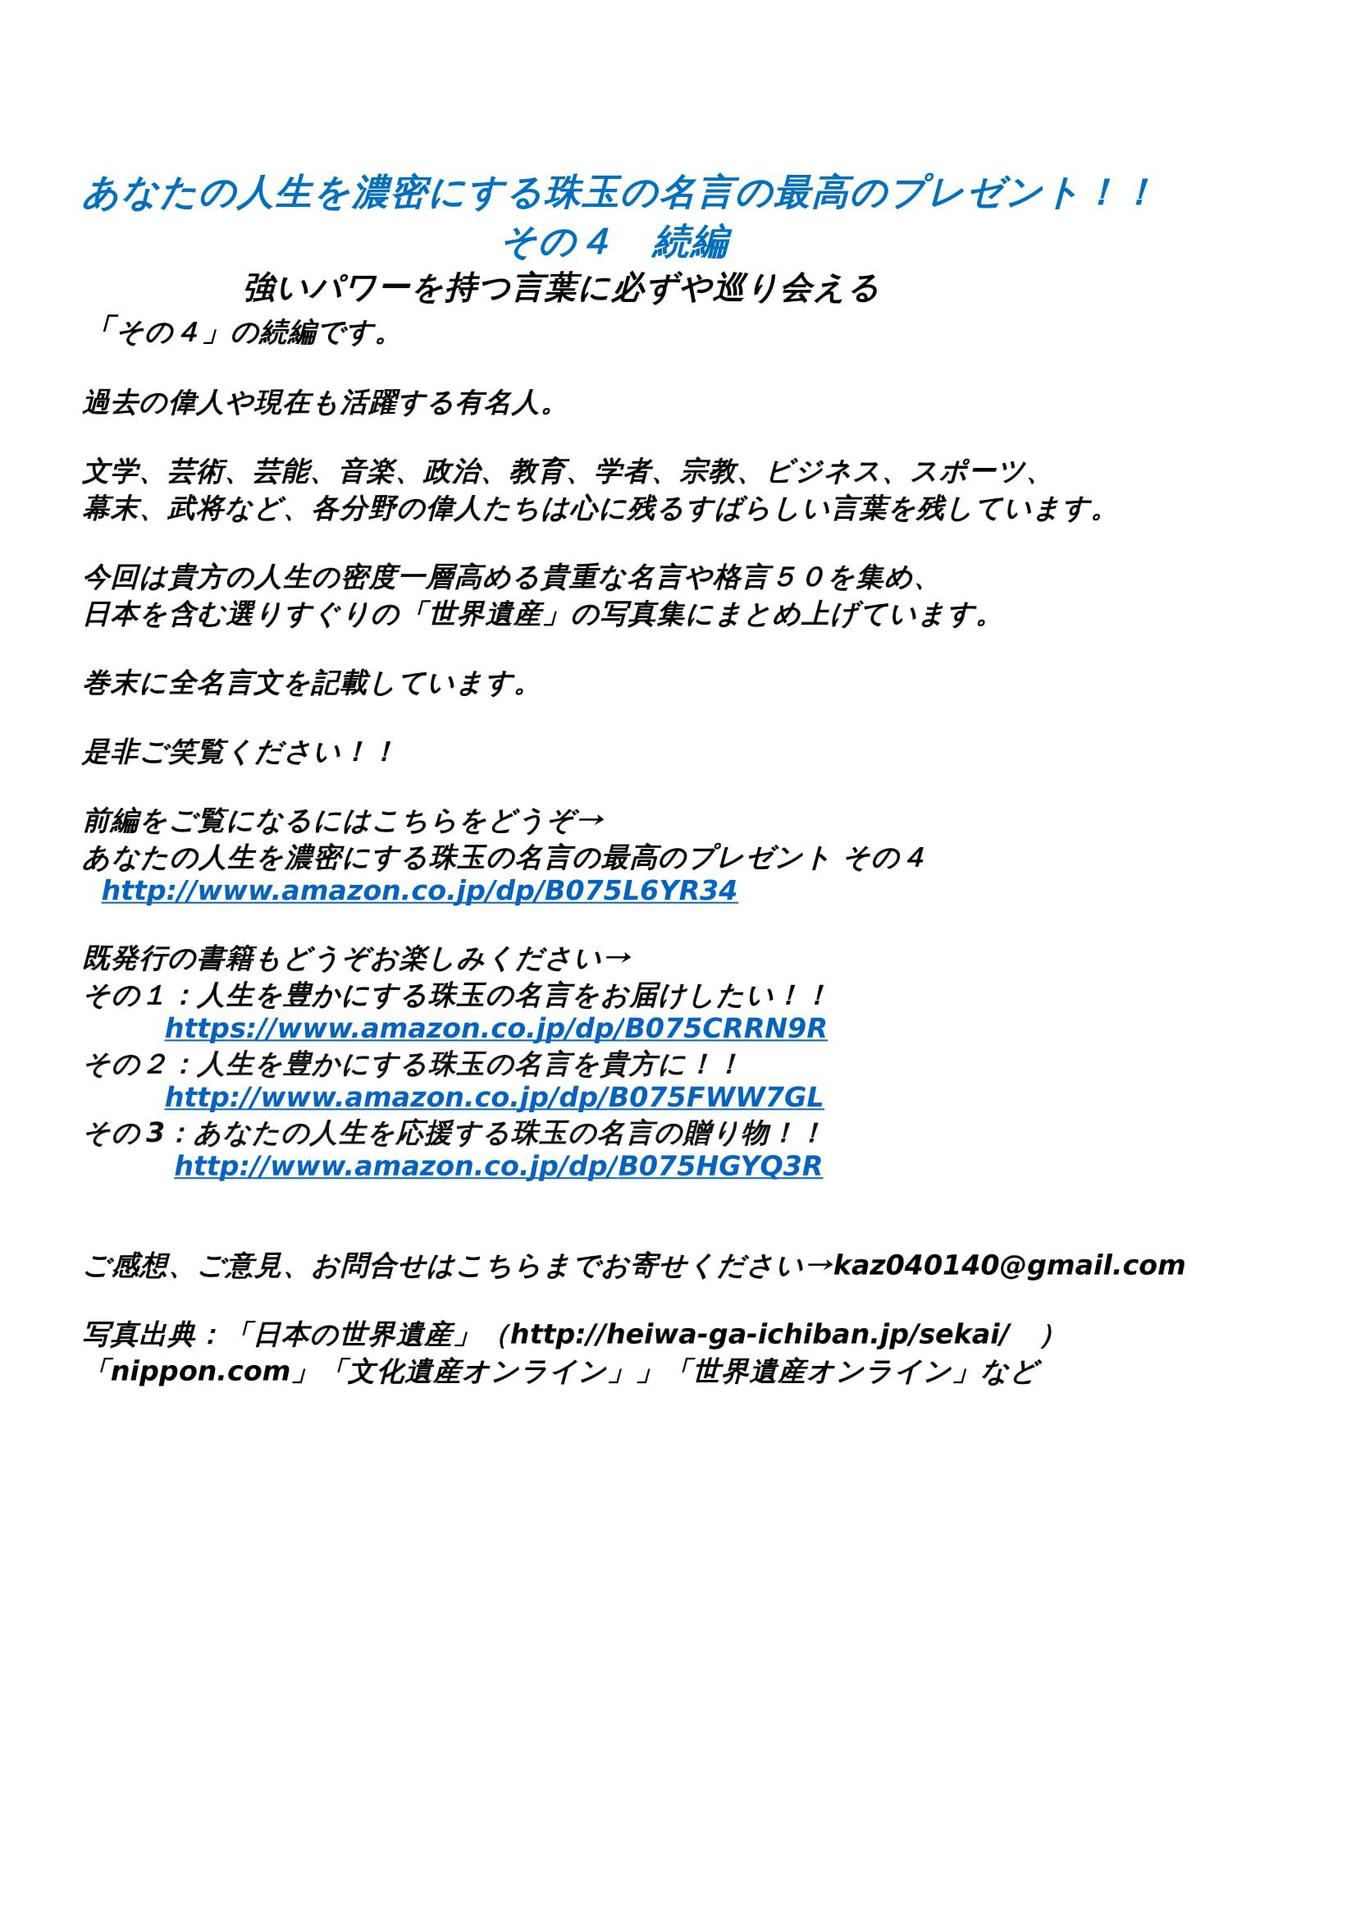 あなたの人生を濃密にする珠玉の名言の最高のプレゼント！！
その４　続編
強いパワーを持つ言葉に必ずや巡り会える
「その４」の続編です。
過去の偉人や現在も活躍する有名人。
文学、芸術、芸能、音楽、政治、教育、学者、宗教、ビジネス、スポーツ、
幕末、武将など、各分野の偉人たちは心に残るすばらしい言葉を残しています。
今回は貴方の人生の密度一層高める貴重な名言や格言５０を集め、
日本を含む選りすぐりの「世界遺産」の写真集にまとめ上げています。
巻末に全名言文を記載しています。
是非ご笑覧ください！！
前編をご覧になるにはこちらをどうぞ→
あなたの人生を濃密にする珠玉の名言の最高のプレゼント その４
http://www.amazon.co.jp/dp/B075L6YR34
既発行の書籍もどうぞお楽しみください→
その１：人生を豊かにする珠玉の名言をお届けしたい！！
https://www.amazon.co.jp/dp/B075CRRN9R
その２：人生を豊かにする珠玉の名言を貴方に！！
http://www.amazon.co.jp/dp/B075FWW7GL
その3：あなたの人生を応援する珠玉の名言の贈り物！！
http://www.amazon.co.jp/dp/B075HGYQ3R
ご感想、ご意見、お問合せはこちらまでお寄せください→kaz040140@gmail.com
写真出典：「日本の世界遺産」（http://heiwa-ga-ichiban.jp/sekai/　）
「nippon.com」「文化遺産オンライン」」「世界遺産オンライン」など